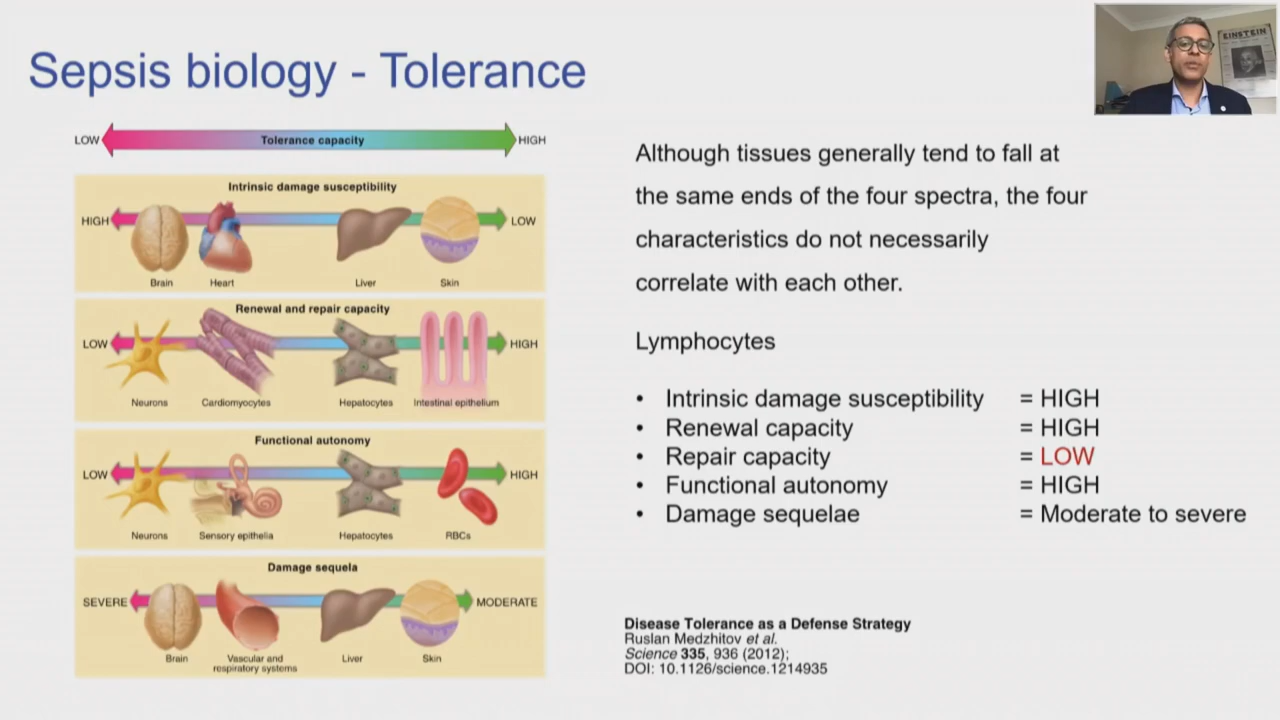 Sepsis biology - Tolerance
EINSTEIN
LOW Tolerance capacity HIGH
Intrinsic damage susceptibility
HIGH LOW
Brain Heart Liver Skin
Renewal and repair capacity
LOW HIGH
Neurons Cardiomyocytes Hepatocytes Intestinal epithelium
Functional autonomy
LOW HIGH
Neurons Sensory epithelia Hepatocytes RBCs
Damage sequela
SEVERE MODERATE
Brain Vascular and Liver Skin
respiratory systems
Although tissues generally tend to fall at
the same ends of the four spectra, the four
characteristics do not necessarily
correlate with each other.
Lymphocytes
• Intrinsic damage susceptibility = HIGH
• Renewal capacity = HIGH
• Repair capacity = LOW
• Functional autonomy = HIGH
• Damage sequelae = Moderate to severe
Disease Tolerance as a Defense Strategy
Ruslan Medzhitov et al.
Science 335, 936 (2012);
DOI: 10.1126/science.1214935